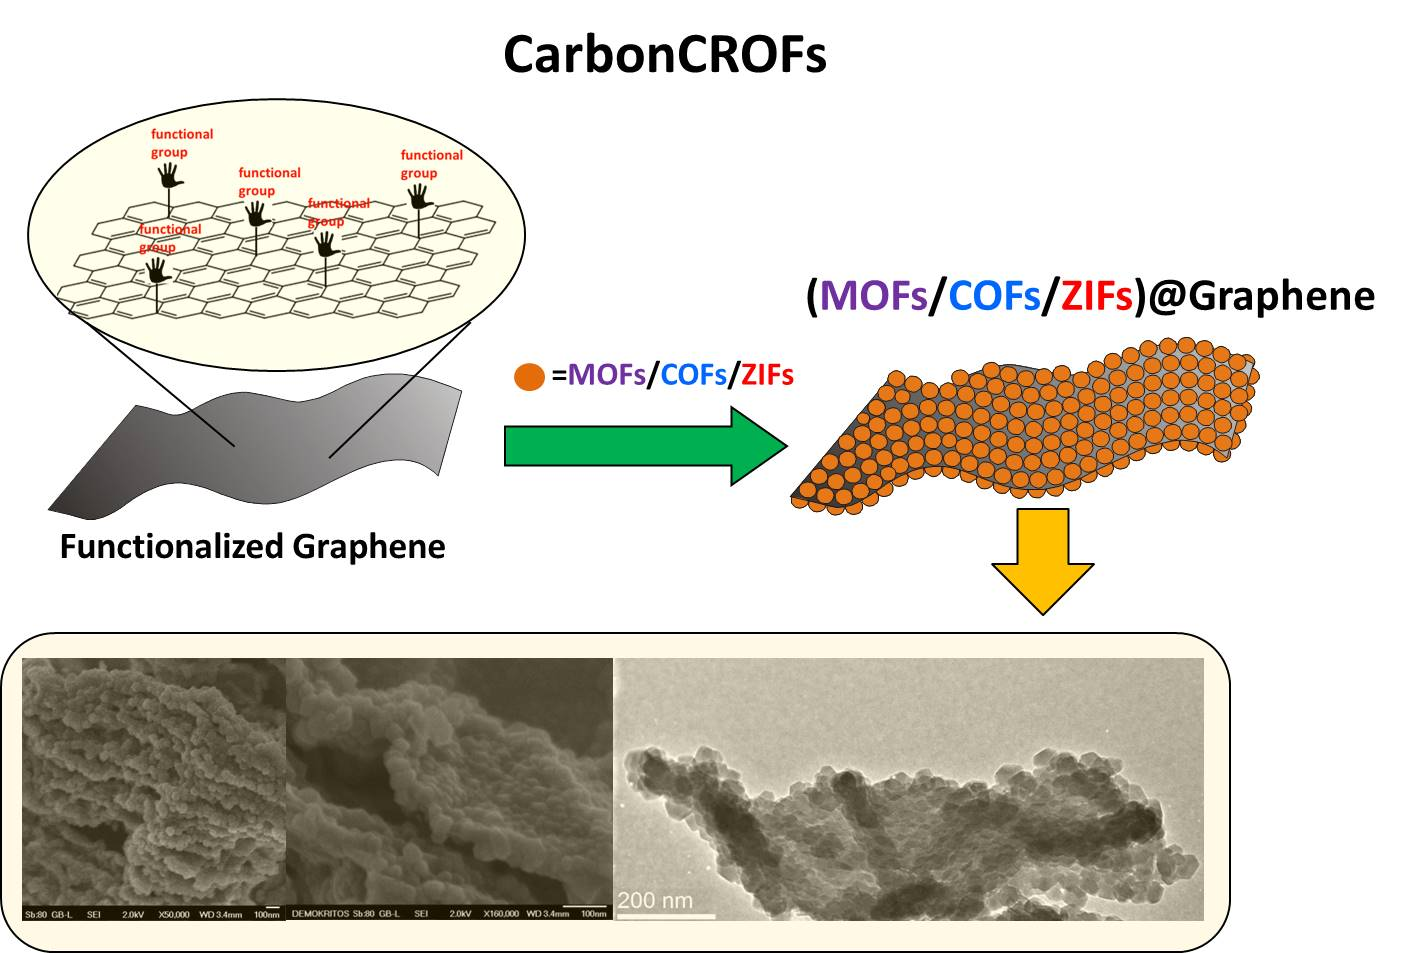 CarbonCROFs
functional
group
functional
group
functional
group
functional
group
functional
group
(MOFs/COFs/ZIFs)@Graphene
=MOFs/COFs/ZIFs
Functionalized Graphene
Sb:80 GB-L SEI 2.0kV X50,000 WD 3.4mm 100nm
DEMOKRITOS Sb:80 GB-L SEI 2.0kV X160,000 WD 3.4mm 100nm
200 nm